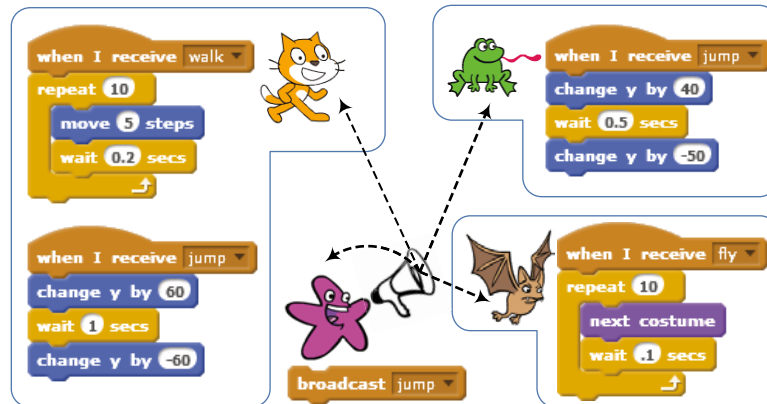 when I receive walk
repeat 10
move 5 steps
wait 0.2 secs
when I receive jump
change y by 60
wait 1 secs
change y by -60
when I receive jump
change y by 40
wait 0.5 secs
change y by -50
when I receive fly
repeat 10
next costume
wait .1 secs
broadcast jump